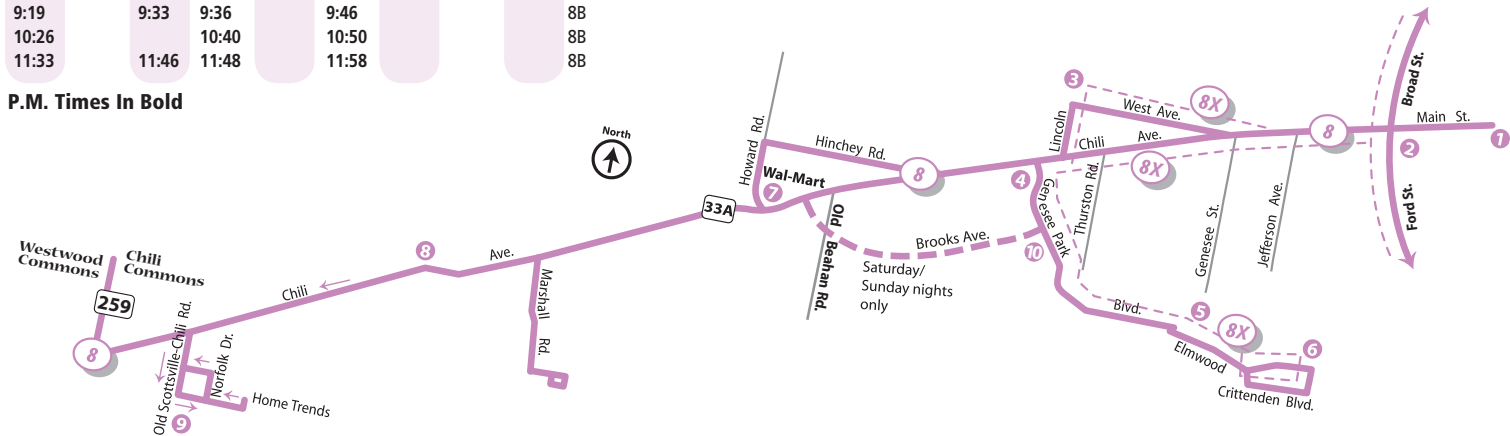 9:19 9:33 9:36 9:46 8B
10:26 10:40 10:50 8B
11:33 11:46 11:48 11:58 8B
P.M. Times In Bold
North
Westwood Commons
Chili Commons
259
8
Old Scottsville-Chili Rd.
Norfolk Dr.
Home Trends
9
Chili
8
Ave.
Marshall Rd.
33A
Howard Rd.
Hinchey Rd.
Wal-Mart
7
8
Old Beahan Rd.
Brooks Ave.
Saturday/
Sunday nights
only
10
4
Genesee Park
Blvd.
3
Lincoln
West Ave.
8X
Chili Ave.
8X
Thurston Rd.
Genesee St.
Jefferson Ave.
8
Broad St.
Main St.
1
2
Ford St.
5
8X
6
Elmwood
Crittenden Blvd.